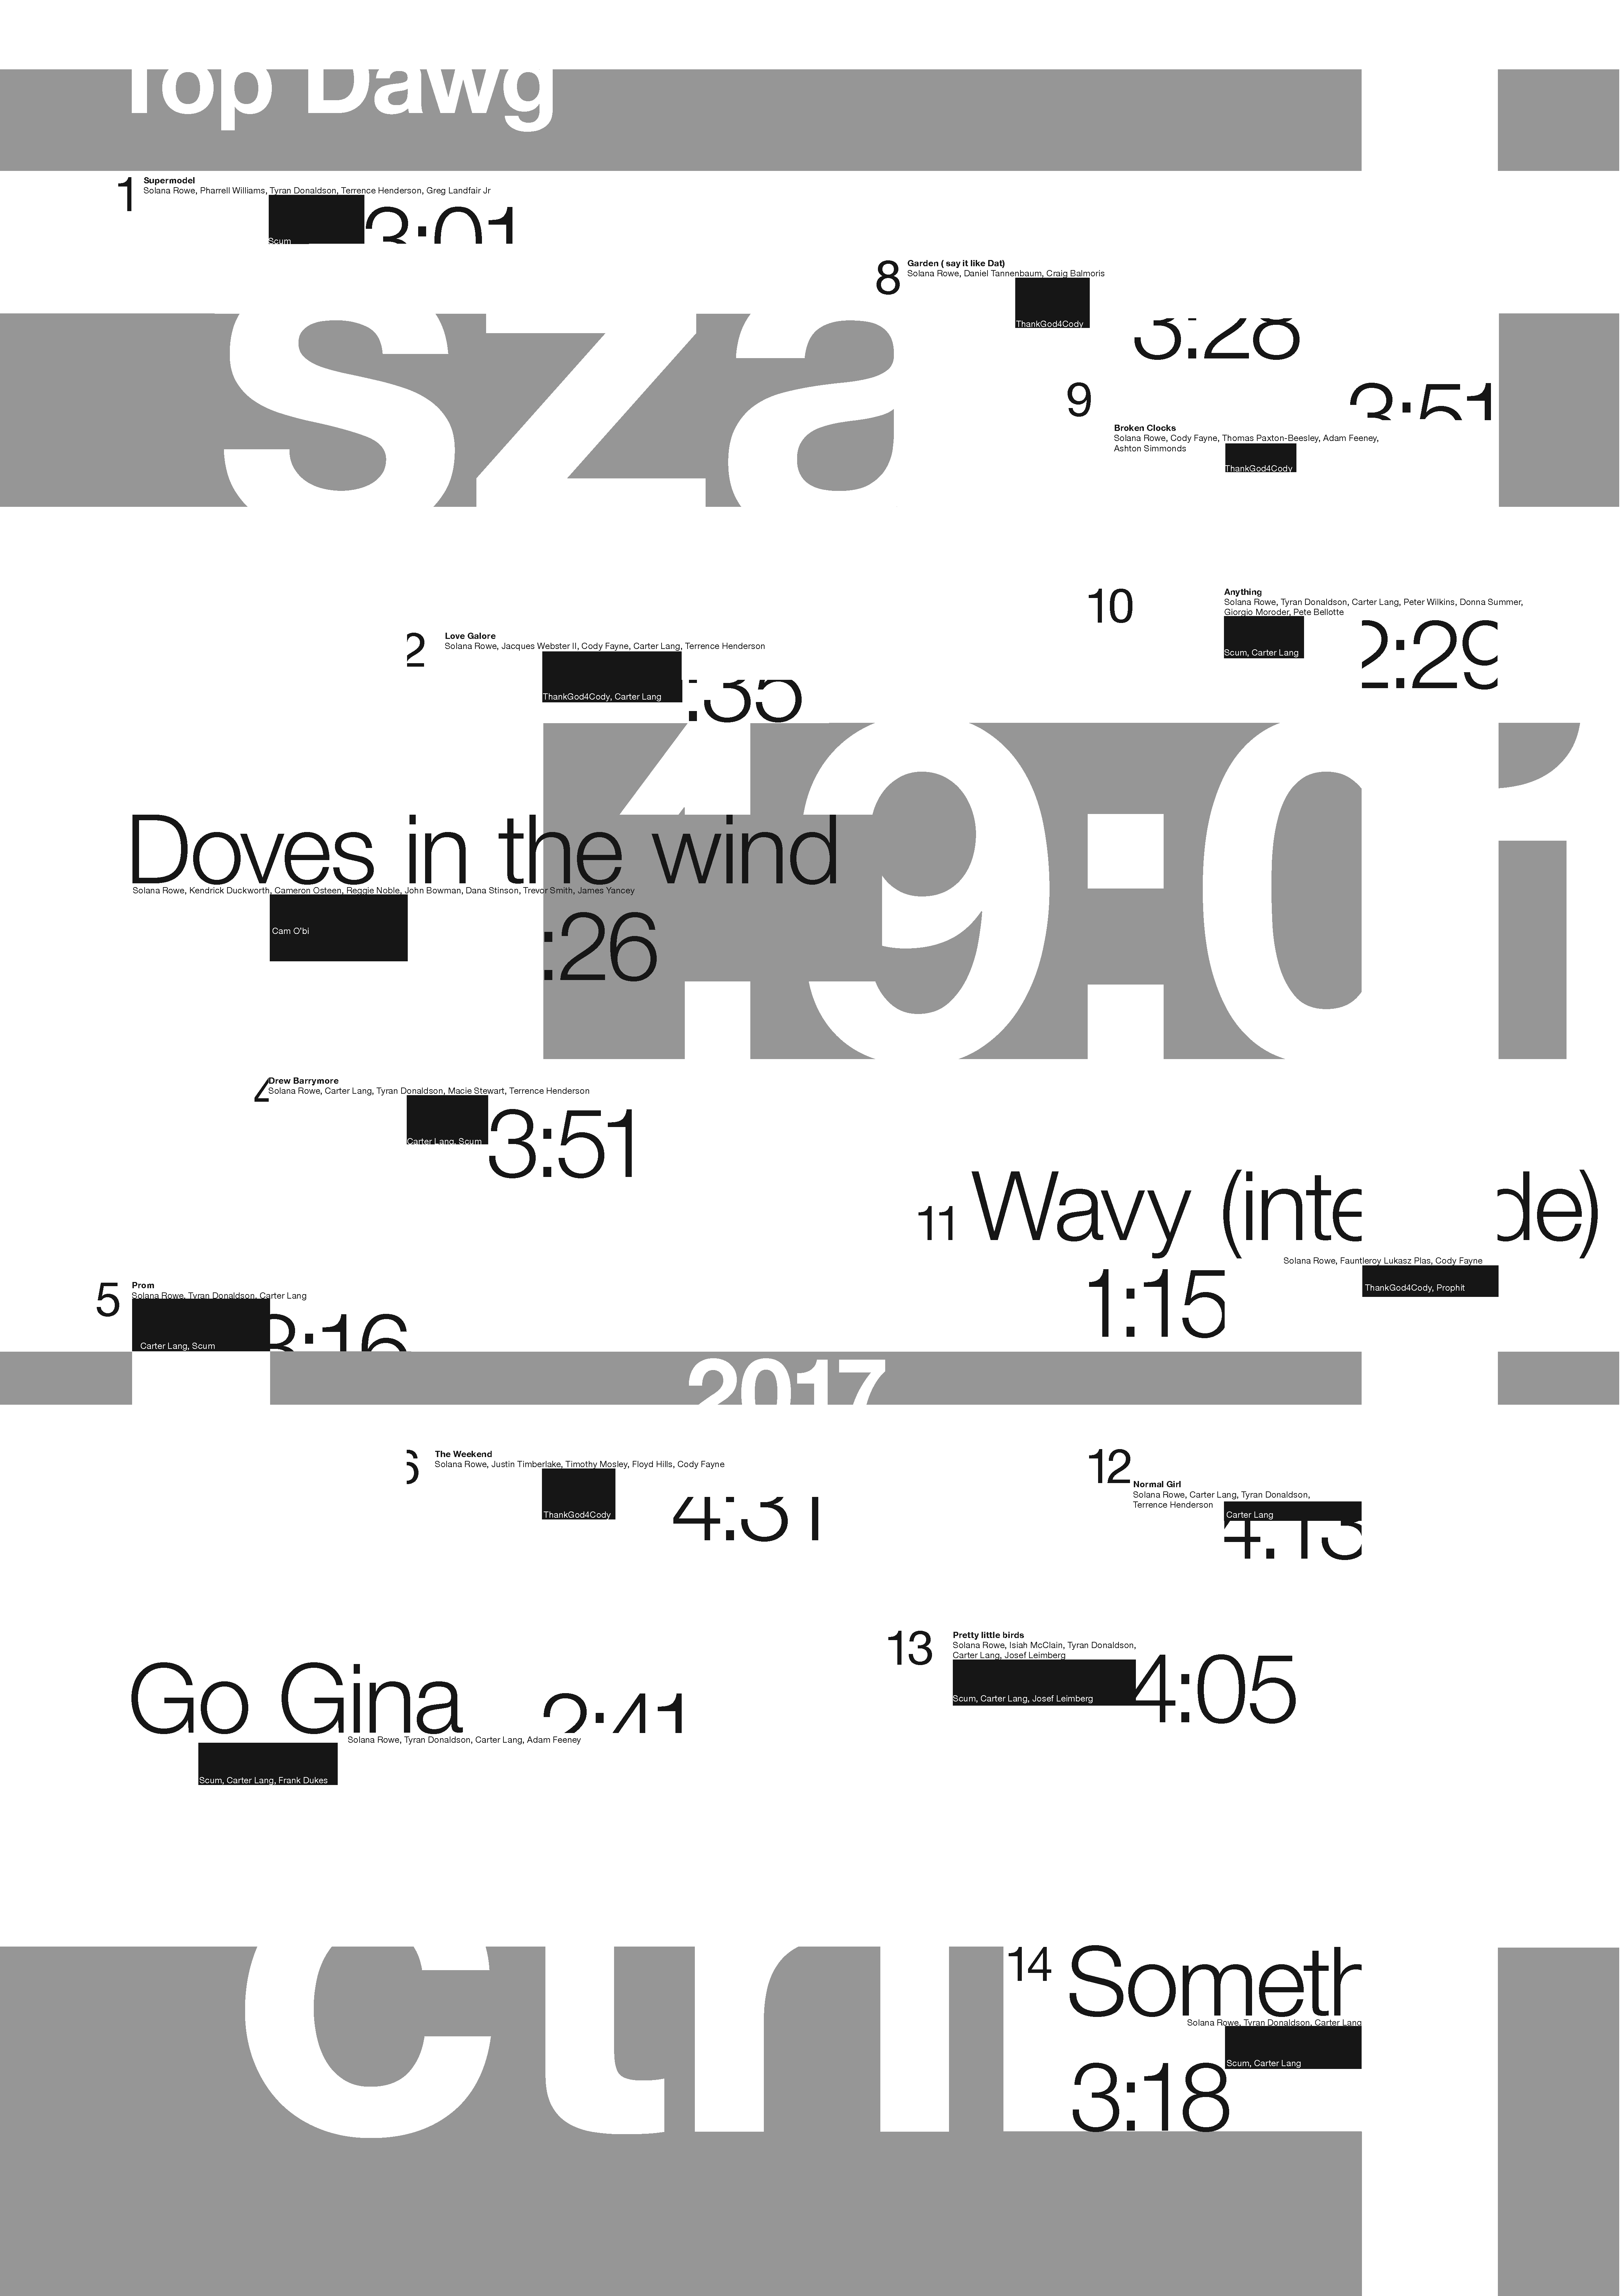 Top Dawg
1
Supermodel
Solana Rowe, Pharrell Williams, Tyran Donaldson, Terrence Henderson, Greg Landfair Jr
Scum
3:01
sza
8
Garden ( say it like Dat)
Solana Rowe, Daniel Tannenbaum, Craig Balmoris
ThankGod4Cody
3:28
9
3:51
Broken Clocks
Solana Rowe, Cody Fayne, Thomas Paxton-Beesley, Adam Feeney,
Ashton Simmonds
ThankGod4Cody
2
Love Galore
Solana Rowe, Jacques Webster II, Cody Fayne, Carter Lang, Terrence Henderson
ThankGod4Cody, Carter Lang
:35
10
Anything
Solana Rowe, Tyran Donaldson, Carter Lang, Peter Wilkins, Donna Summer,
Giorgio Moroder, Pete Bellotte
Scum, Carter Lang
2:29
49:01
Doves in the wind
Solana Rowe, Kendrick Duckworth, Cameron Osteen, Reggie Noble, John Bowman, Dana Stinson, Trevor Smith, James Yancey
Cam O'bi
:26
4
Drew Barrymore
Solana Rowe, Carter Lang, Tyran Donaldson, Macie Stewart, Terrence Henderson
Carter Lang, Scum
3:51
11
Wavy (inte de)
Solana Rowe, Fauntleroy Lukasz Plas, Cody Fayne
ThankGod4Cody, Prophit
1:15
5
Prom
Solana Rowe, Tyran Donaldson, Carter Lang
Carter Lang, Scum
3:16
2017
6
The Weekend
Solana Rowe, Justin Timberlake, Timothy Mosley, Floyd Hills, Cody Fayne
ThankGod4Cody
4:31
12
Normal Girl
Solana Rowe, Carter Lang, Tyran Donaldson,
Terrence Henderson
Carter Lang
4:13
Go Gina
2:41
Solana Rowe, Tyran Donaldson, Carter Lang, Adam Feeney
Scum, Carter Lang, Frank Dukes
13
Pretty little birds
Solana Rowe, Isiah McClain, Tyran Donaldson,
Carter Lang, Josef Leimberg
Scum, Carter Lang, Josef Leimberg
4:05
ctrl
14
Someth
Solana Rowe, Tyran Donaldson, Carter Lang
Scum, Carter Lang
3:18